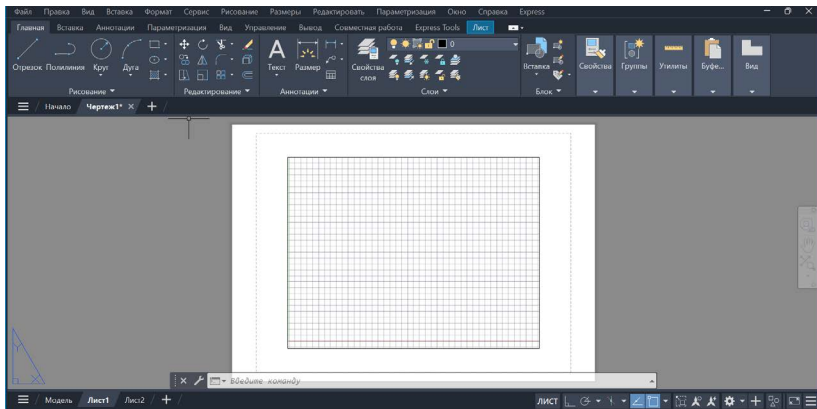 Файл Правка Вид Вставка Формат Сервис Рисование Размеры Редактировать Параметризация Окно Справка Express
Главная Вставка Аннотации Параметризация Вид Управление Вывод Совместная работа Express Tools Лист
0
Отрезок Полилиния Круг Дуга Текст Размер Свойства слоя Вставка Свойства Группы Утилиты Буфе... Вид
Рисование Редактирование Аннотации Слои Блок
Начало Чертеж1* × +
Y
X
Введите команду
Модель Лист1 Лист2 + ЛИСТ